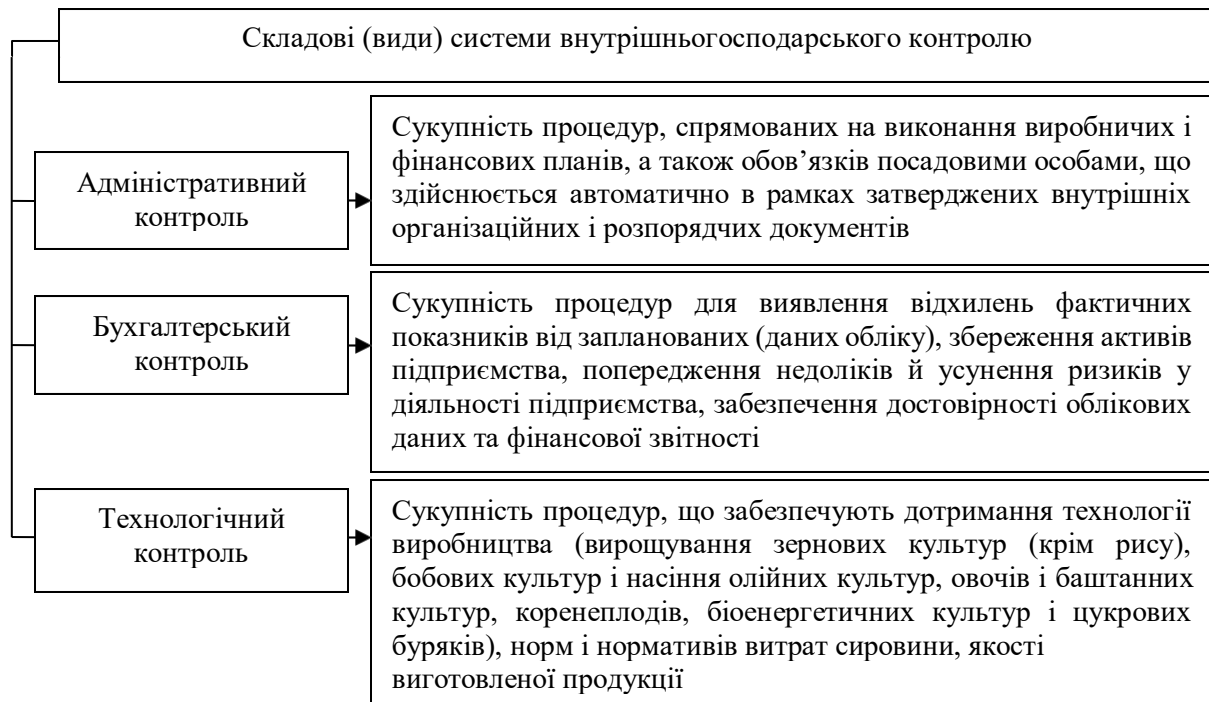 Складові (види) системи внутрішньогосподарського контролю
Адміністративний
контроль
Сукупність процедур, спрямованих на виконання виробничих і
фінансових планів, а також обов’язків посадовими особами, що
здійснюється автоматично в рамках затверджених внутрішніх
організаційних і розпорядчих документів
Бухгалтерський
контроль
Сукупність процедур для виявлення відхилень фактичних
показників від запланованих (даних обліку), збереження активів
підприємства, попередження недоліків й усунення ризиків у
діяльності підприємства, забезпечення достовірності облікових
даних та фінансової звітності
Технологічний
контроль
Сукупність процедур, що забезпечують дотримання технології
виробництва (вирощування зернових культур (крім рису),
бобових культур і насіння олійних культур, овочів і баштанних
культур, коренеплодів, біоенергетичних культур і цукрових
буряків), норм і нормативів витрат сировини, якості
виготовленої продукції